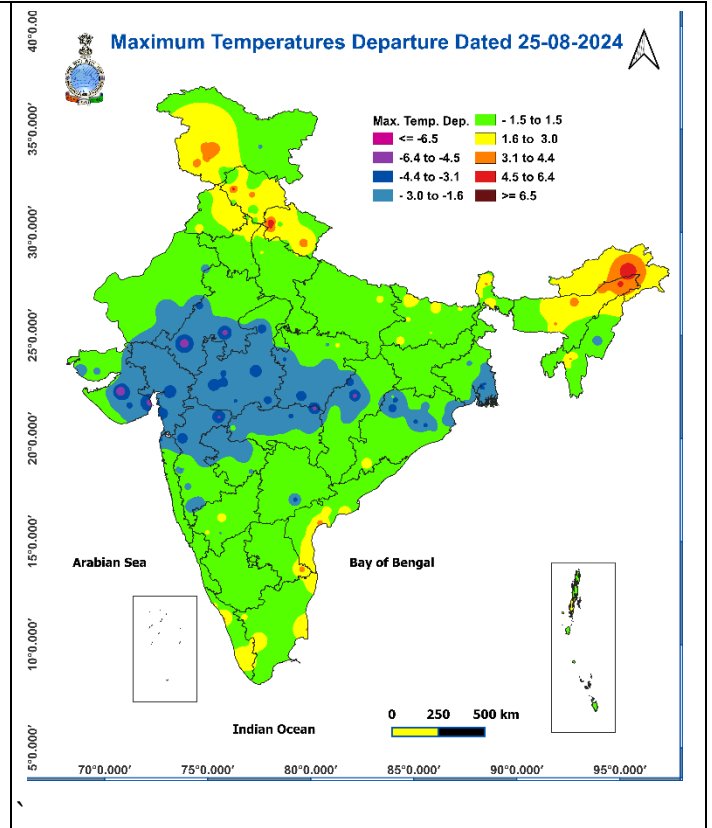 Maximum Temperatures Departure Dated 25-08-2024
Max. Temp. Dep.
<= -6.5
-6.4 to -4.5
-4.4 to -3.1
- 3.0 to -1.6
- 1.5 to 1.5
1.6 to 3.0
3.1 to 4.4
4.5 to 6.4
>= 6.5
40°0.00
35°0.000′
30°0.000′
25°0.000′
20°0.000′
15°0.000′
10°0.000′
5°0.000′
Arabian Sea
Bay of Bengal
Indian Ocean
0 250 500 km
70°0.000′ 75°0.000′ 80°0.000′ 85°0.000′ 90°0.000′ 95°0.000′
`